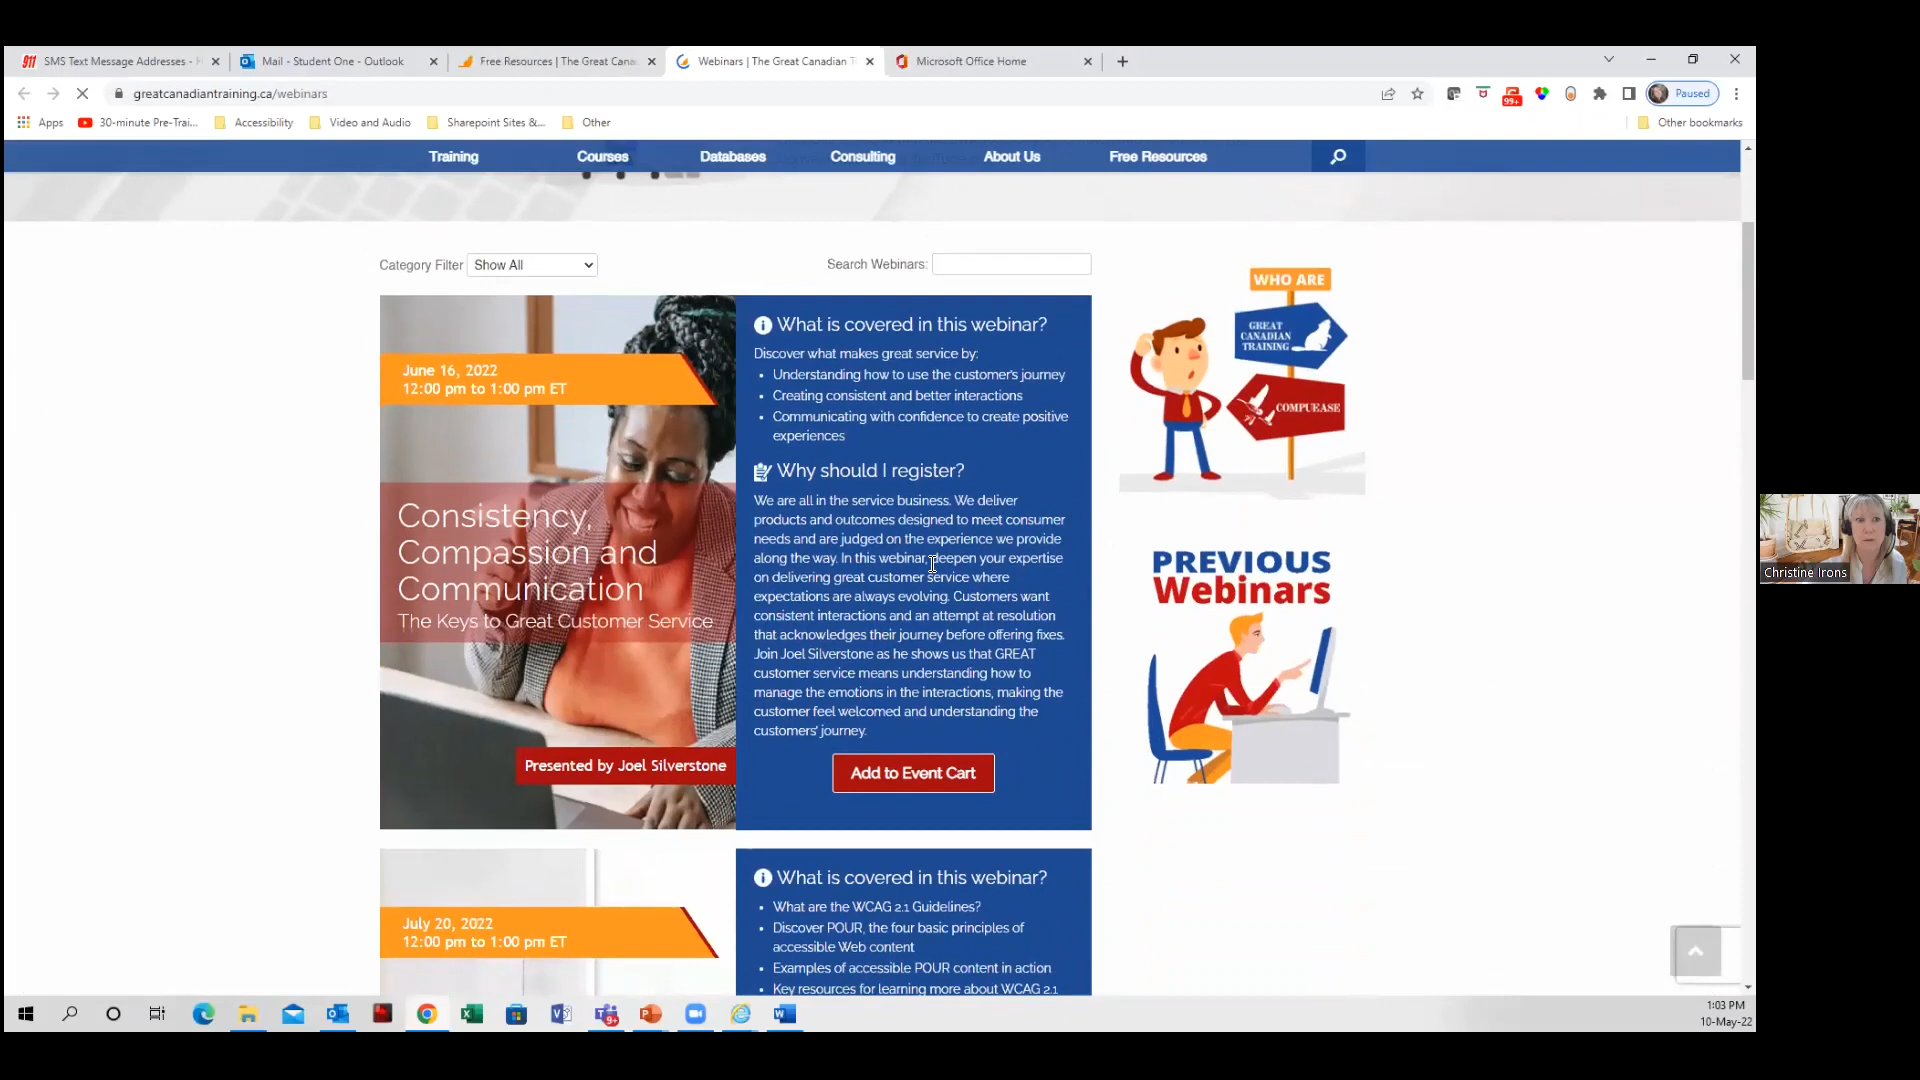 SMS Text Message Addresses -
Mail - Student One - Outlook
Free Resources | The Great Cana
Webinars | The Great Canadian T
Microsoft Office Home
greatcanadiantraining.ca/webinars
99+
Paused
Apps
30-minute Pre-Trai...
Accessibility
Video and Audio
Sharepoint Sites &...
Other
Other bookmarks
Training
Courses
Databases
Consulting
About Us
Free Resources
Category Filter
Show All
Search Webinars:
June 16, 2022
12:00 pm to 1:00 pm ET
Consistency,
Compassion and
Communication
The Keys to Great Customer Service
Presented by Joel Silverstone
What is covered in this webinar?
Discover what makes great service by:
• Understanding how to use the customer's journey
• Creating consistent and better interactions
• Communicating with confidence to create positive
experiences
Why should I register?
We are all in the service business. We deliver
products and outcomes designed to meet consumer
needs and are judged on the experience we provide
along the way. In this webinar, deepen your expertise
on delivering great customer service where
expectations are always evolving. Customers want
consistent interactions and an attempt at resolution
that acknowledges their journey before offering fixes.
Join Joel Silverstone as he shows us that GREAT
customer service means understanding how to
manage the emotions in the interactions, making the
customer feel welcomed and understanding the
customers' journey.
Add to Event Cart
WHO ARE
GREAT
CANADIAN
TRAINING
COMPUEASE
PREVIOUS
Webinars
Christine Irons
July 20, 2022
12:00 pm to 1:00 pm ET
What is covered in this webinar?
• What are the WCAG 2.1 Guidelines?
• Discover POUR, the four basic principles of
accessible Web content
• Examples of accessible POUR content in action
• Key resources for learning more about WCAG 2.1
1:03 PM
10-May-22